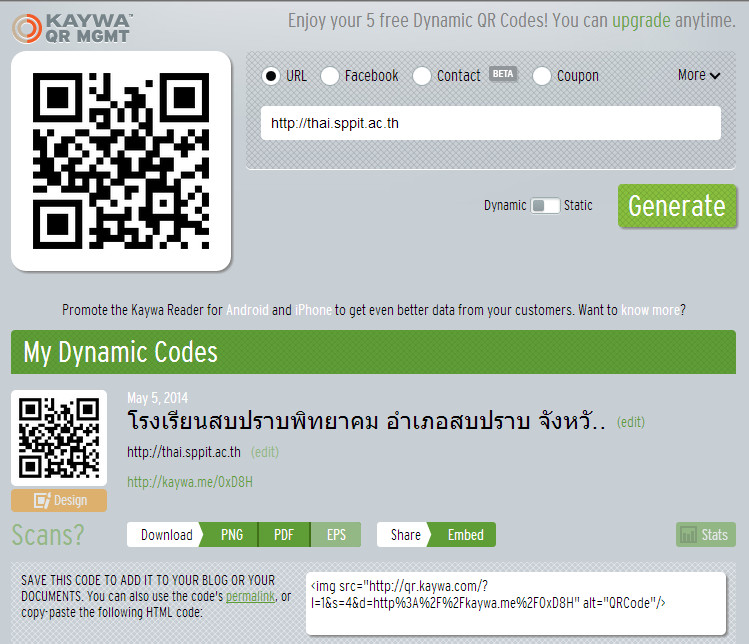 KAYWA™
QR MGMT
Enjoy your 5 free Dynamic QR Codes! You can upgrade anytime.
URL Facebook Contact BETA Coupon More
http://thai.sppit.ac.th
Dynamic Static Generate
Promote the Kaywa Reader for Android and iPhone to get even better data from your customers. Want to know more?
My Dynamic Codes
May 5, 2014
โรงเรียนสบปราบพิทยาคม อำเภอสบปราบ จังหวั.. (edit)
http://thai.sppit.ac.th (edit)
http://kaywa.me/0xD8H
Design
Scans? Download PNG PDF EPS Share Embed Stats
SAVE THIS CODE TO ADD IT TO YOUR BLOG OR YOUR
DOCUMENTS. You can also use the code's permalink, or
copy-paste the following HTML code:
<img src="http://qr.kaywa.com/?
l=1&s=4&d=http%3A%2F%2Fkaywa.me%2F0xD8H" alt="QRCode"/>